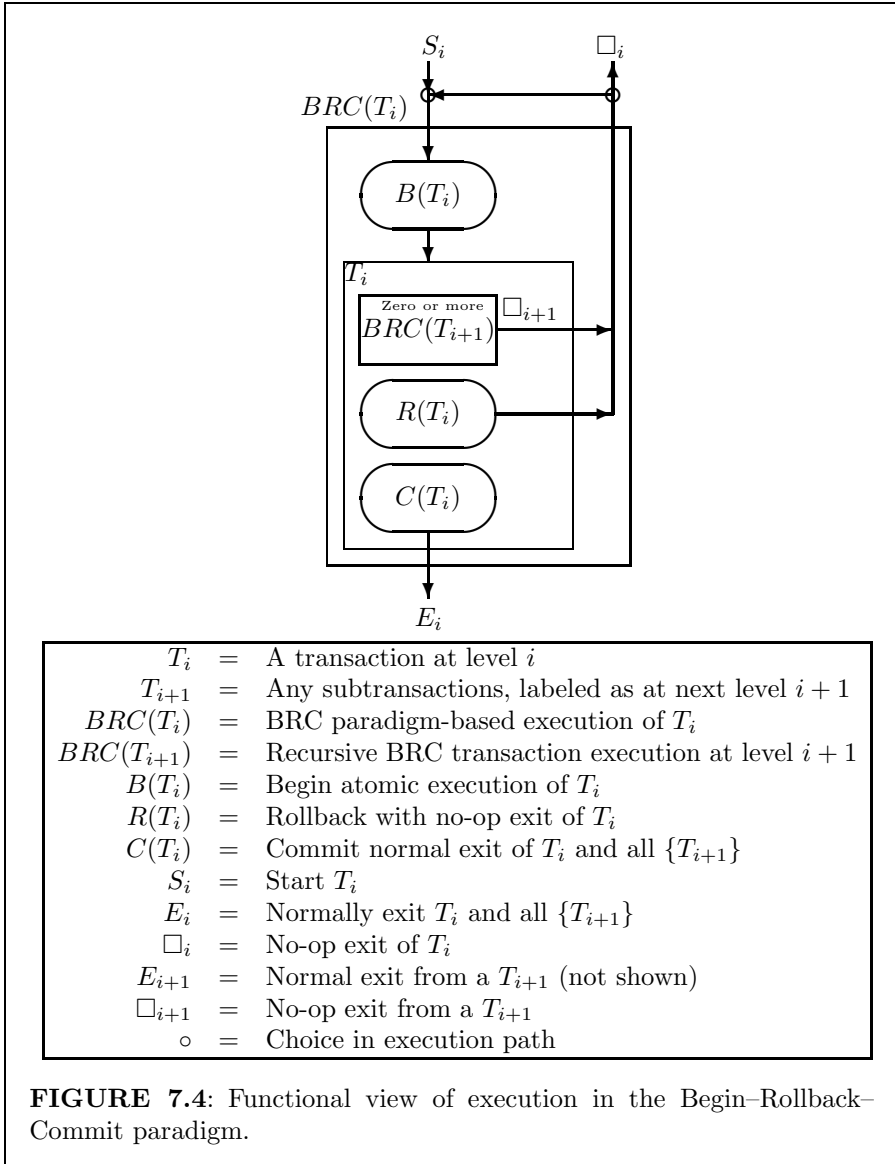 S_i □_i
BRC(T_i)
B(T_i)
T_i
Zero or more □_{i+1}
BRC(T_{i+1})
R(T_i)
C(T_i)
E_i
T_i = A transaction at level i
T_{i+1} = Any subtransactions, labeled as at next level i + 1
BRC(T_i) = BRC paradigm-based execution of T_i
BRC(T_{i+1}) = Recursive BRC transaction execution at level i + 1
B(T_i) = Begin atomic execution of T_i
R(T_i) = Rollback with no-op exit of T_i
C(T_i) = Commit normal exit of T_i and all {T_{i+1}}
S_i = Start T_i
E_i = Normally exit T_i and all {T_{i+1}}
□_i = No-op exit of T_i
E_{i+1} = Normal exit from a T_{i+1} (not shown)
□_{i+1} = No-op exit from a T_{i+1}
∘ = Choice in execution path
FIGURE 7.4: Functional view of execution in the Begin–Rollback–
Commit paradigm.